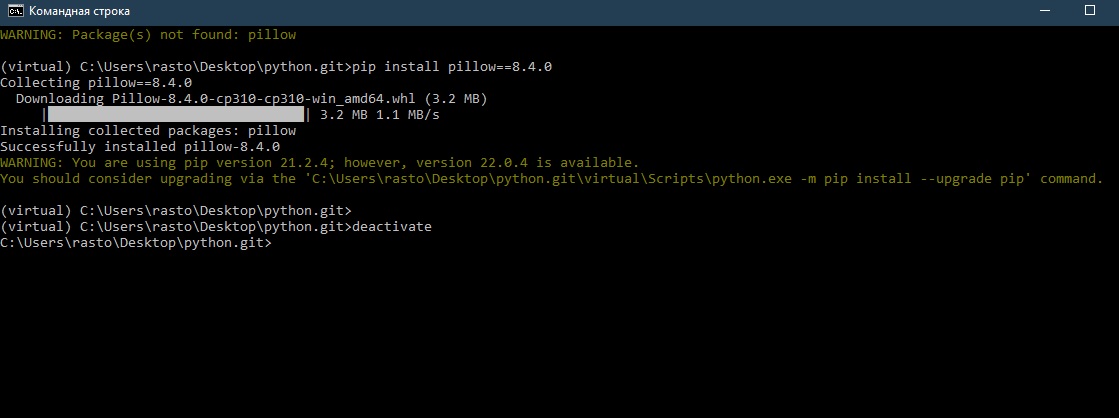 Командная строка
WARNING: Package(s) not found: pillow
(virtual) C:\Users\rasto\Desktop\python.git>pip install pillow==8.4.0
Collecting pillow==8.4.0
  Downloading Pillow-8.4.0-cp310-cp310-win_amd64.whl (3.2 MB)
     |████████████████████████████████| 3.2 MB 1.1 MB/s
Installing collected packages: pillow
Successfully installed pillow-8.4.0
WARNING: You are using pip version 21.2.4; however, version 22.0.4 is available.
You should consider upgrading via the 'C:\Users\rasto\Desktop\python.git\virtual\Scripts\python.exe -m pip install --upgrade pip' command.
(virtual) C:\Users\rasto\Desktop\python.git>
(virtual) C:\Users\rasto\Desktop\python.git>deactivate
C:\Users\rasto\Desktop\python.git>